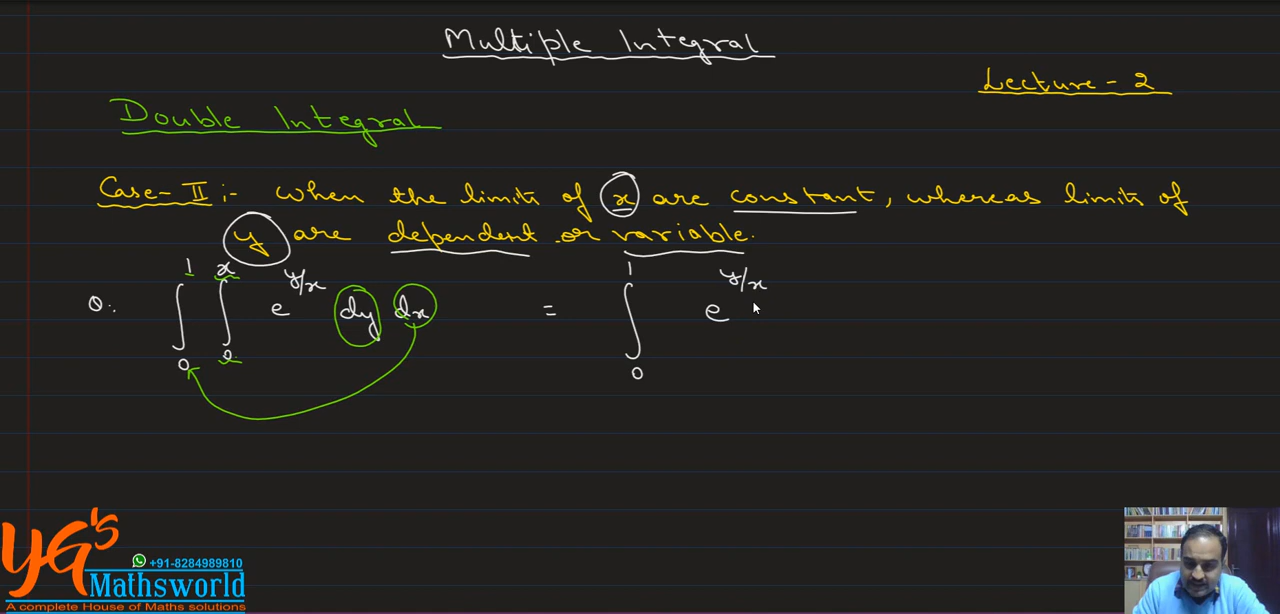 Multiple Integral
Lecture - 2
Double Integral
Case - II :- When the limits of x are constant, whereas limits of
y are dependent or variable.
Q. ∫₀¹ ∫₀ˣ e^{y/x} dy dx = ∫₀¹ e^{y/x}
YG's
+91-8284989810
Mathsworld
A complete House of Maths solutions